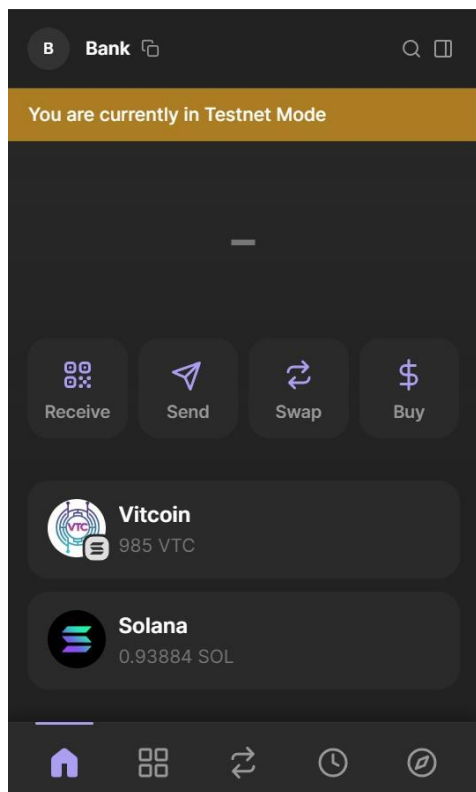 B Bank
You are currently in Testnet Mode
–
Receive Send Swap Buy
VTC
Vitcoin
985 VTC
Solana
0.93884 SOL